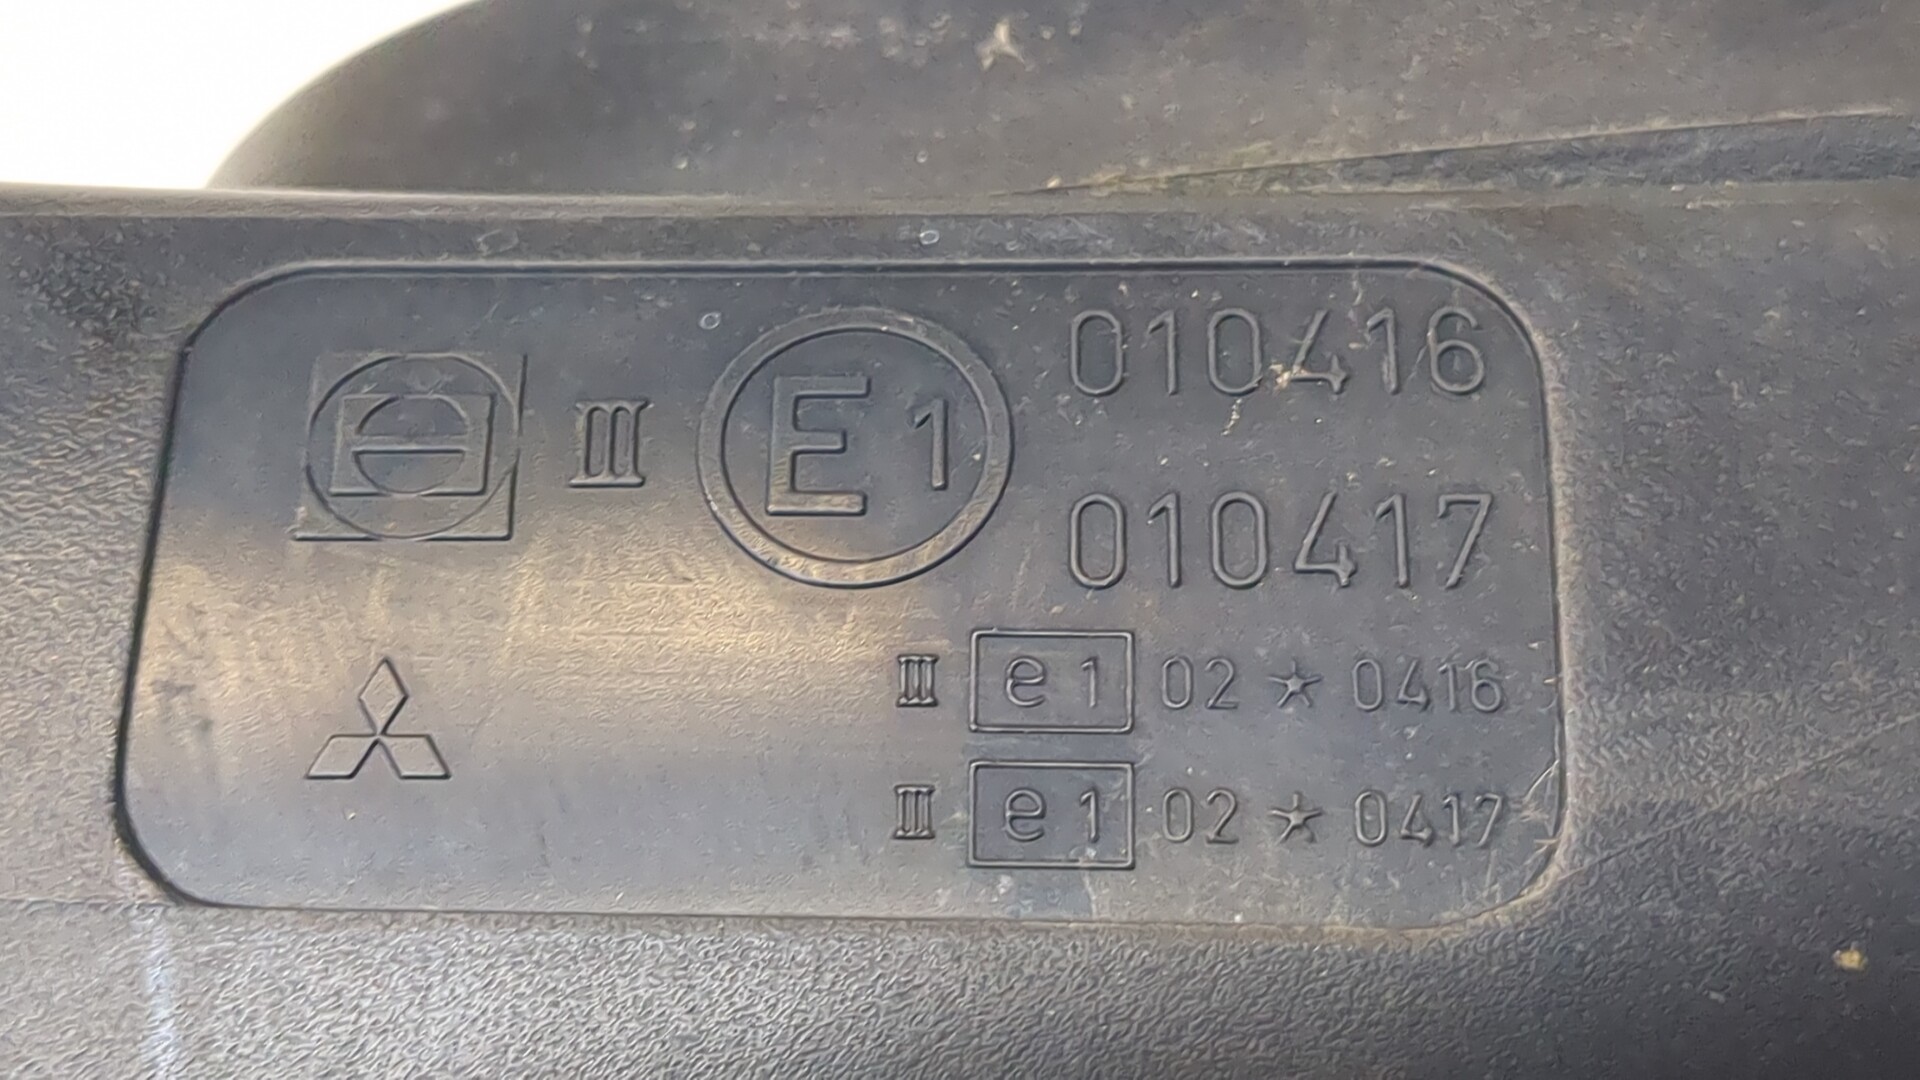 III E1 010416
010417
III e1 02 ★ 0416
III e1 02 ★ 0417